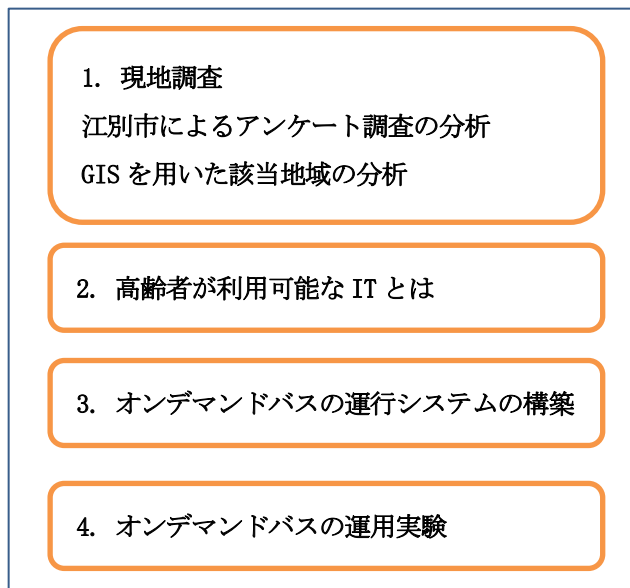 1. 現地調査
江別市によるアンケート調査の分析
GIS を用いた該当地域の分析
2. 高齢者が利用可能な IT とは
3. オンデマンドバスの運行システムの構築
4. オンデマンドバスの運用実験